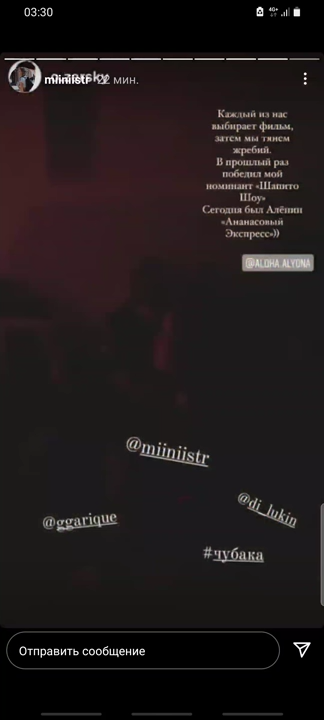 03:30
4G+
miiniistr 22 мин.
Каждый из нас
выбирает фильм,
затем мы тянем
жребий.
В прошлый раз
победил мой
номинант «Шапито
Шоу»
Сегодня был Алёнин
«Ананасовый
Экспресс»))
@ALOHA.ALYONA
@miiniistr
@di_lukin
@ggarique
#чубака
Отправить сообщение